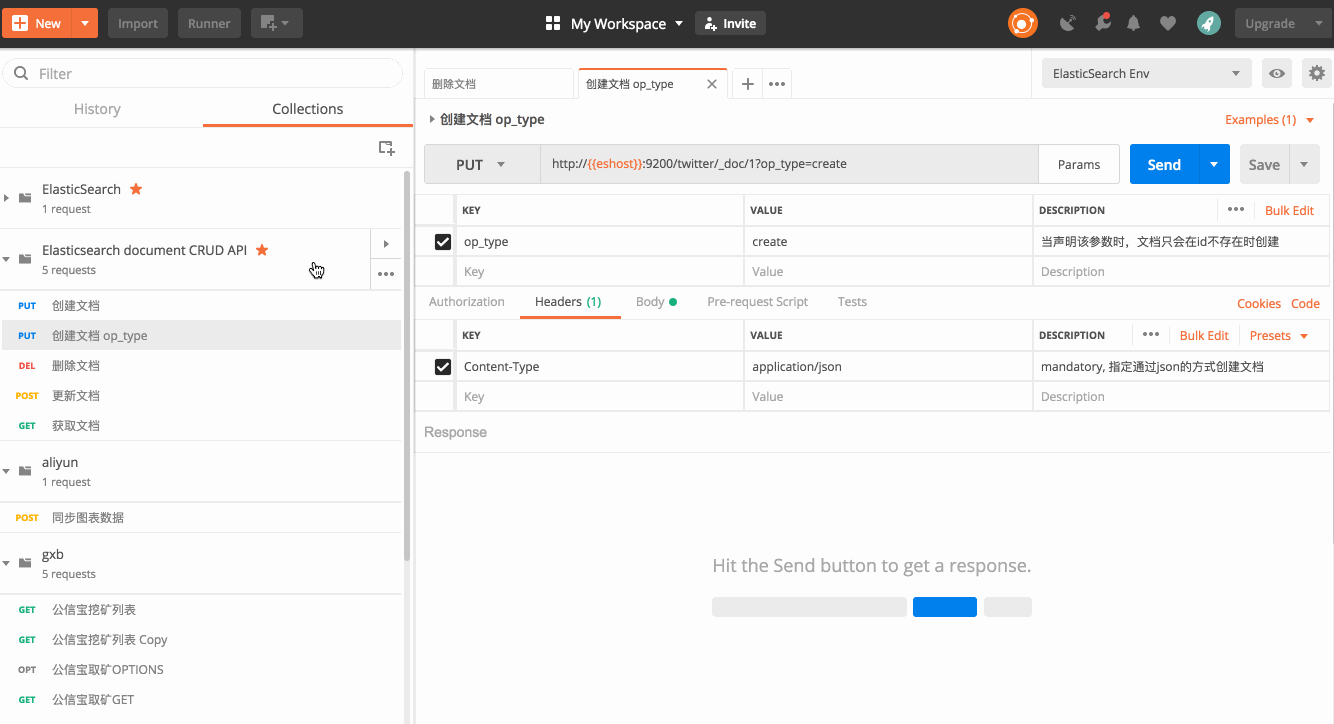 New Import Runner My Workspace Invite Upgrade
Filter
History Collections
ElasticSearch
1 request
Elasticsearch document CRUD API
5 requests
PUT 创建文档
PUT 创建文档 op_type
DEL 删除文档
POST 更新文档
GET 获取文档
aliyun
1 request
POST 同步图表数据
gxb
5 requests
GET 公信宝挖矿列表
GET 公信宝挖矿列表 Copy
OPT 公信宝取矿OPTIONS
GET 公信宝取矿GET
删除文档 创建文档 op_type ElasticSearch Env
创建文档 op_type Examples (1)
PUT http://{{eshost}}:9200/twitter/_doc/1?op_type=create Params Send Save
KEY VALUE DESCRIPTION Bulk Edit
op_type create 当声明该参数时，文档只会在id不存在时创建
Key Value Description
Authorization Headers (1) Body Pre-request Script Tests Cookies Code
KEY VALUE DESCRIPTION Bulk Edit Presets
Content-Type application/json mandatory, 指定通过json的方式创建文档
Key Value Description
Response
Hit the Send button to get a response.